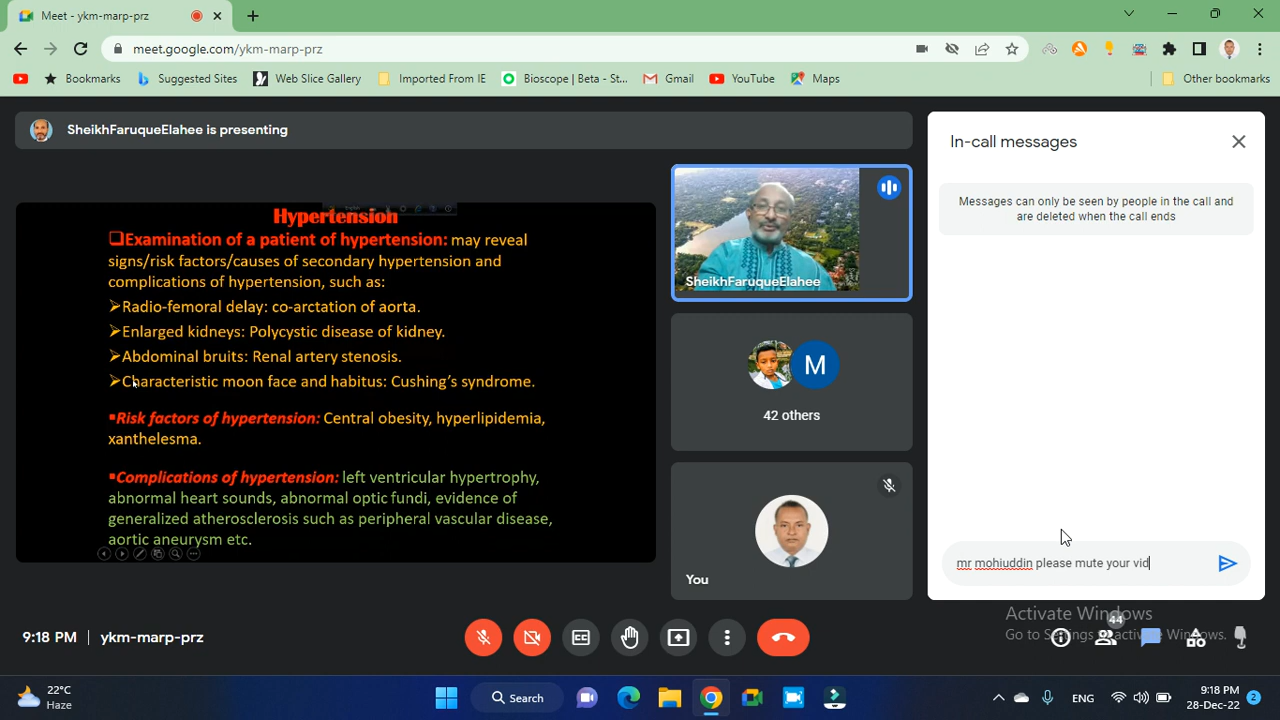 Meet - ykm-marp-prz
meet.google.com/ykm-marp-prz
Bookmarks
Suggested Sites
Web Slice Gallery
Imported From IE
Bioscope | Beta - St...
Gmail
YouTube
Maps
Other bookmarks
SheikhFaruqueElahee is presenting
Hypertension
Examination of a patient of hypertension: may reveal
signs/risk factors/causes of secondary hypertension and
complications of hypertension, such as:
Radio-femoral delay: co-arctation of aorta.
Enlarged kidneys: Polycystic disease of kidney.
Abdominal bruits: Renal artery stenosis.
Characteristic moon face and habitus: Cushing's syndrome.
Risk factors of hypertension: Central obesity, hyperlipidemia,
xanthelesma.
Complications of hypertension: left ventricular hypertrophy,
abnormal heart sounds, abnormal optic fundi, evidence of
generalized atherosclerosis such as peripheral vascular disease,
aortic aneurysm etc.
SheikhFaruqueElahee
M
42 others
You
In-call messages
Messages can only be seen by people in the call and
are deleted when the call ends
mr mohiuddin please mute your vid
Activate Windows
Go to Settings to activate Windows.
9:18 PM | ykm-marp-prz
44
22°C
Haze
Search
ENG
9:18 PM
28-Dec-22
2